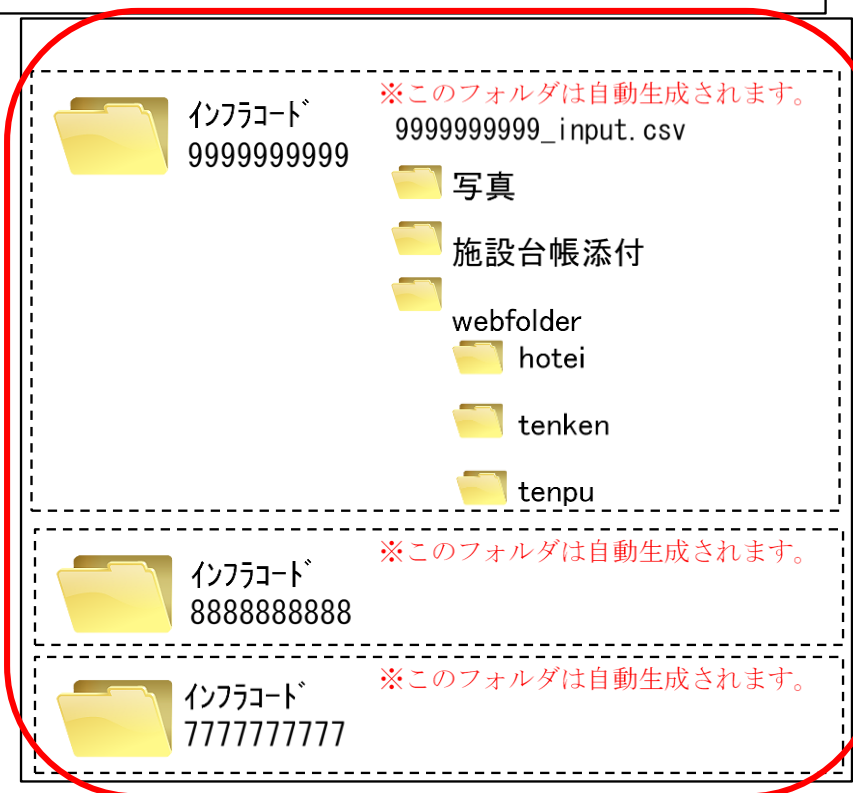 ※このフォルダは自動生成されます。
ｲﾝﾌﾗｺｰﾄﾞ
9999999999
9999999999_input.csv
写真
施設台帳添付
webfolder
hotei
tenken
tenpu
※このフォルダは自動生成されます。
ｲﾝﾌﾗｺｰﾄﾞ
8888888888
※このフォルダは自動生成されます。
ｲﾝﾌﾗｺｰﾄﾞ
7777777777